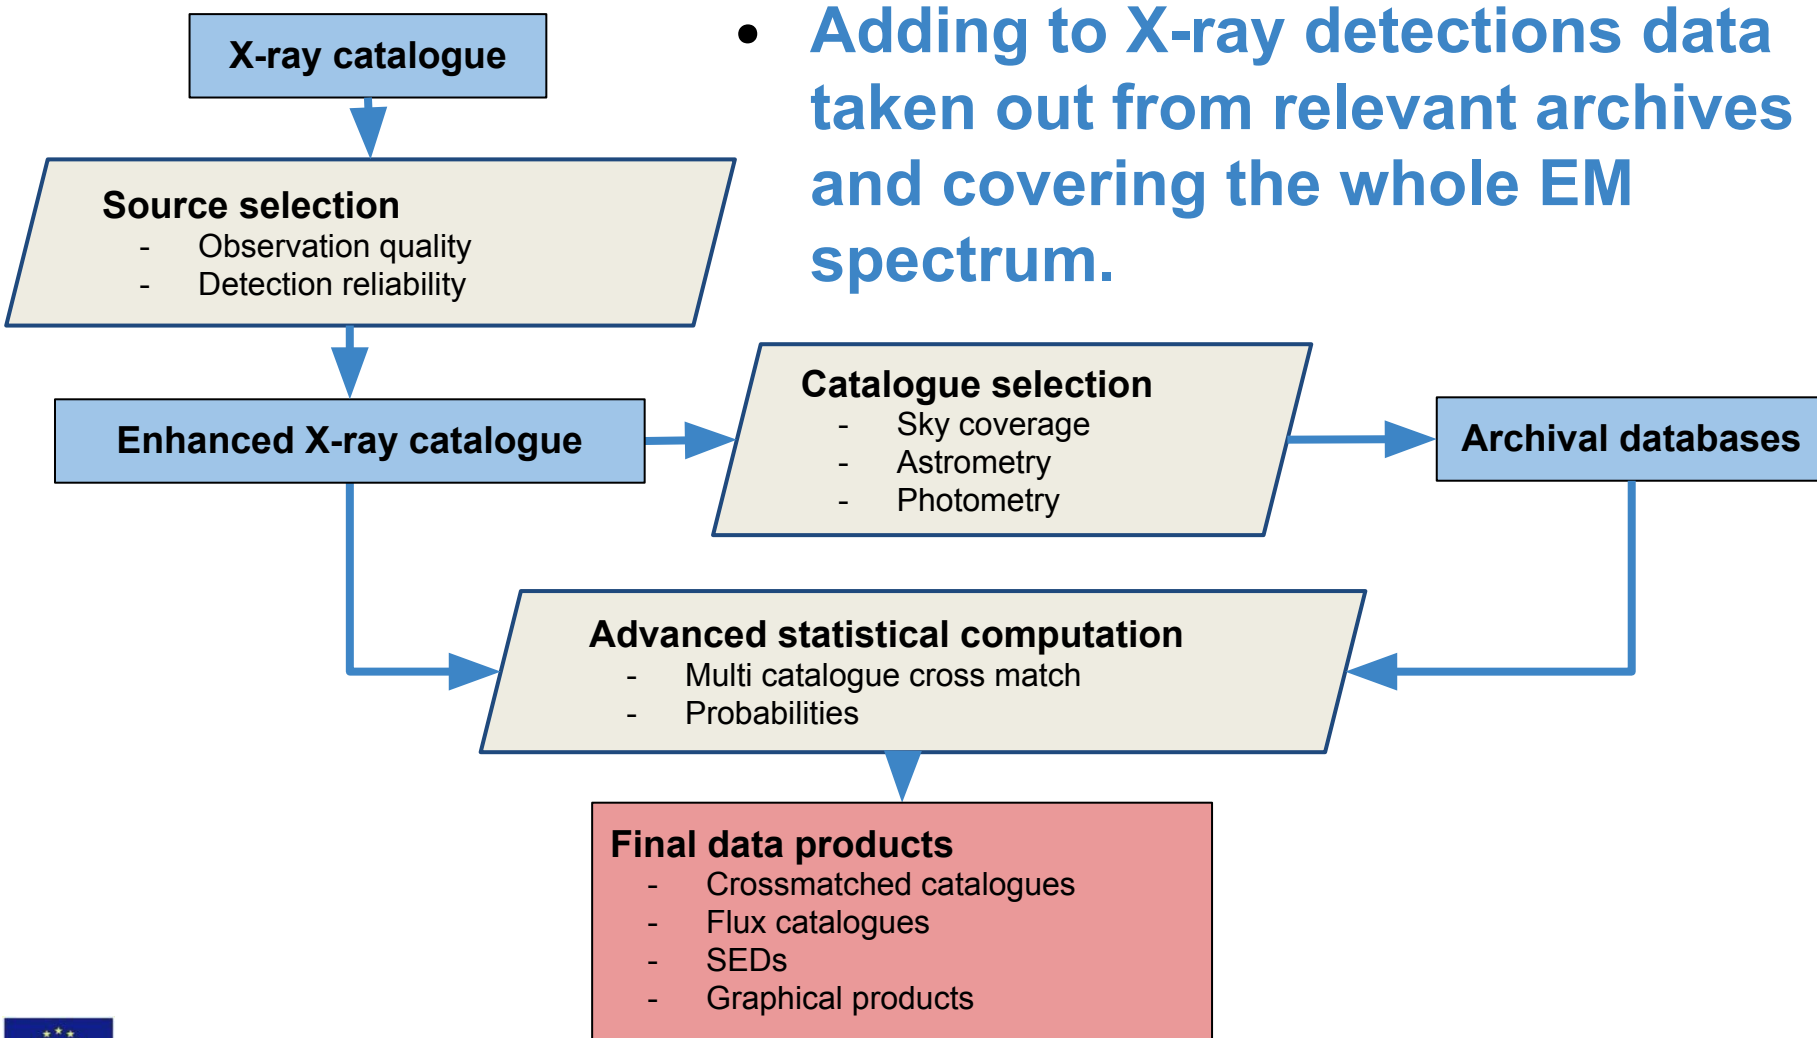 X-ray catalogue
• Adding to X-ray detections data
taken out from relevant archives
and covering the whole EM
spectrum.
Source selection
- Observation quality
- Detection reliability
Enhanced X-ray catalogue
Catalogue selection
- Sky coverage
- Astrometry
- Photometry
Archival databases
Advanced statistical computation
- Multi catalogue cross match
- Probabilities
Final data products
- Crossmatched catalogues
- Flux catalogues
- SEDs
- Graphical products